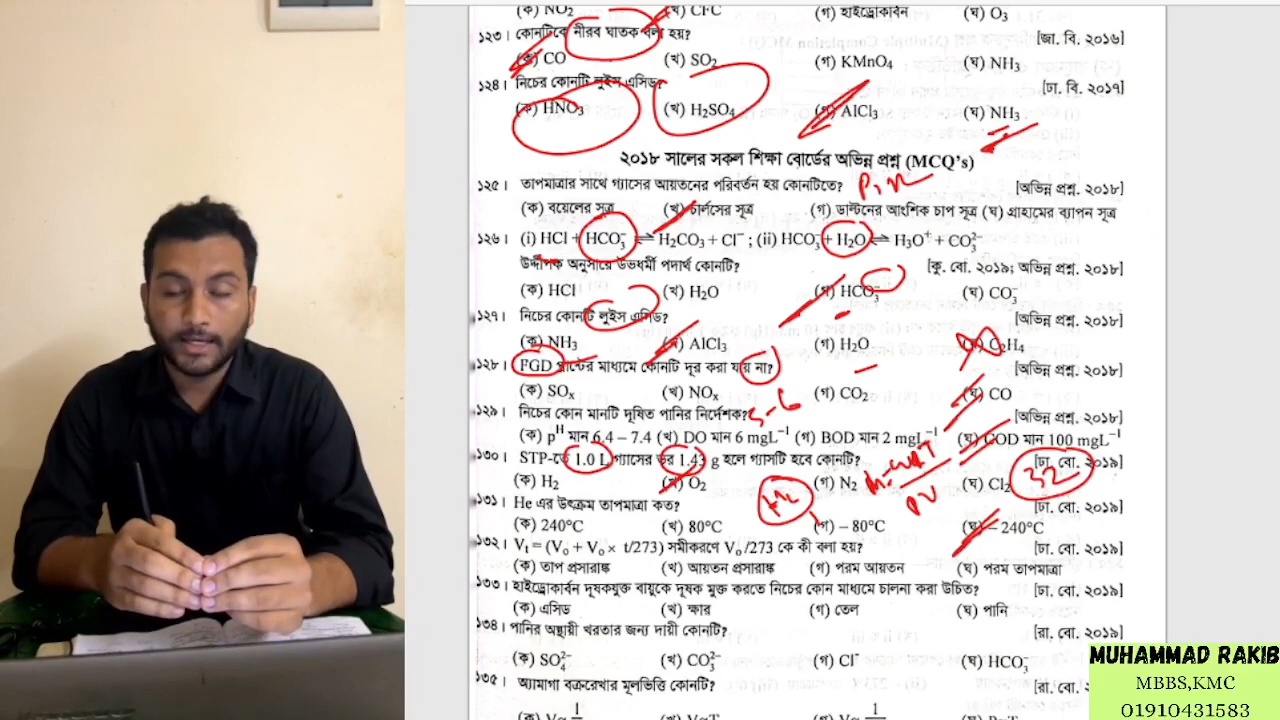 (ক) NO₂ (খ) CFC (গ) হাইড্রোকার্বন (ঘ) O₃
১২৩। কোনটিকে নীরব ঘাতক বলা হয়? [জা. বি. ২০১৬]
(ক) CO (খ) SO₂ (গ) KMnO₄ (ঘ) NH₃
১২৪। নিচের কোনটি লুইস এসিড? [ঢা. বি. ২০১৭]
(ক) HNO₃ (খ) H₂SO₄ (গ) AlCl₃ (ঘ) NH₃
২০১৮ সালের সকল শিক্ষা বোর্ডের অভিন্ন প্রশ্ন (MCQ's)
১২৫। তাপমাত্রার সাথে গ্যাসের আয়তনের পরিবর্তন হয় কোনটিতে? [অভিন্ন প্রশ্ন. ২০১৮]
(ক) বয়েলের সূত্র (খ) চার্লসের সূত্র (গ) ডাল্টনের আংশিক চাপ সূত্র (ঘ) গ্রাহামের ব্যাপন সূত্র
১২৬। (i) HCl + HCO₃⁻ ⇌ H₂CO₃ + Cl⁻ ; (ii) HCO₃⁻ + H₂O ⇌ H₃O⁺ + CO₃²⁻
উদ্দীপক অনুসারে উভধর্মী পদার্থ কোনটি? [কু. বো. ২০১৯; অভিন্ন প্রশ্ন. ২০১৮]
(ক) HCl (খ) H₂O (গ) HCO₃⁻ (ঘ) CO₃⁻
১২৭। নিচের কোনটি লুইস এসিড? [অভিন্ন প্রশ্ন. ২০১৮]
(ক) NH₃ (খ) AlCl₃ (গ) H₂O (ঘ) C₂H₄
১২৮। FGD প্লান্টের মাধ্যমে কোনটি দূর করা যায় না? [অভিন্ন প্রশ্ন. ২০১৮]
(ক) SOₓ (খ) NOₓ (গ) CO₂ (ঘ) CO
5-6
১২৯। নিচের কোন মানটি দূষিত পানির নির্দেশক? [অভিন্ন প্রশ্ন. ২০১৮]
(ক) pᴴ মান 6.4 – 7.4 (খ) DO মান 6 mgL⁻¹ (গ) BOD মান 2 mgL⁻¹ (ঘ) COD মান 100 mgL⁻¹
১৩০। STP-তে 1.0 L গ্যাসের ভর 1.43 g হলে গ্যাসটি হবে কোনটি? [ঢা. বো. ২০১৯]
(ক) H₂ (খ) O₂ (গ) N₂ (ঘ) Cl₂
32
PV
১৩১। He এর উৎক্রম তাপমাত্রা কত? [ঢা. বো. ২০১৯]
(ক) 240°C (খ) 80°C (গ) – 80°C (ঘ) – 240°C
১৩২। Vₜ = (V₀ + V₀ × t/273) সমীকরণে V₀/273 কে কী বলা হয়? [ঢা. বো. ২০১৯]
(ক) তাপ প্রসারাঙ্ক (খ) আয়তন প্রসারাঙ্ক (গ) পরম আয়তন (ঘ) পরম তাপমাত্রা
১৩৩। হাইড্রোকার্বন দূষকযুক্ত বায়ুকে দূষক মুক্ত করতে নিচের কোন মাধ্যমে চালনা করা উচিত? [ঢা. বো. ২০১৯]
(ক) এসিড (খ) ক্ষার (গ) তেল (ঘ) পানি
১৩৪। পানির অস্থায়ী খরতার জন্য দায়ী কোনটি? [রা. বো. ২০১৯]
(ক) SO₄²⁻ (খ) CO₃²⁻ (গ) Cl⁻ (ঘ) HCO₃⁻
১৩৫। অ্যামাগা বক্ররেখার মূলভিত্তি কোনটি? [রা. বো.
MUHAMMAD RAKIB
MBBS,KMC
01910431583